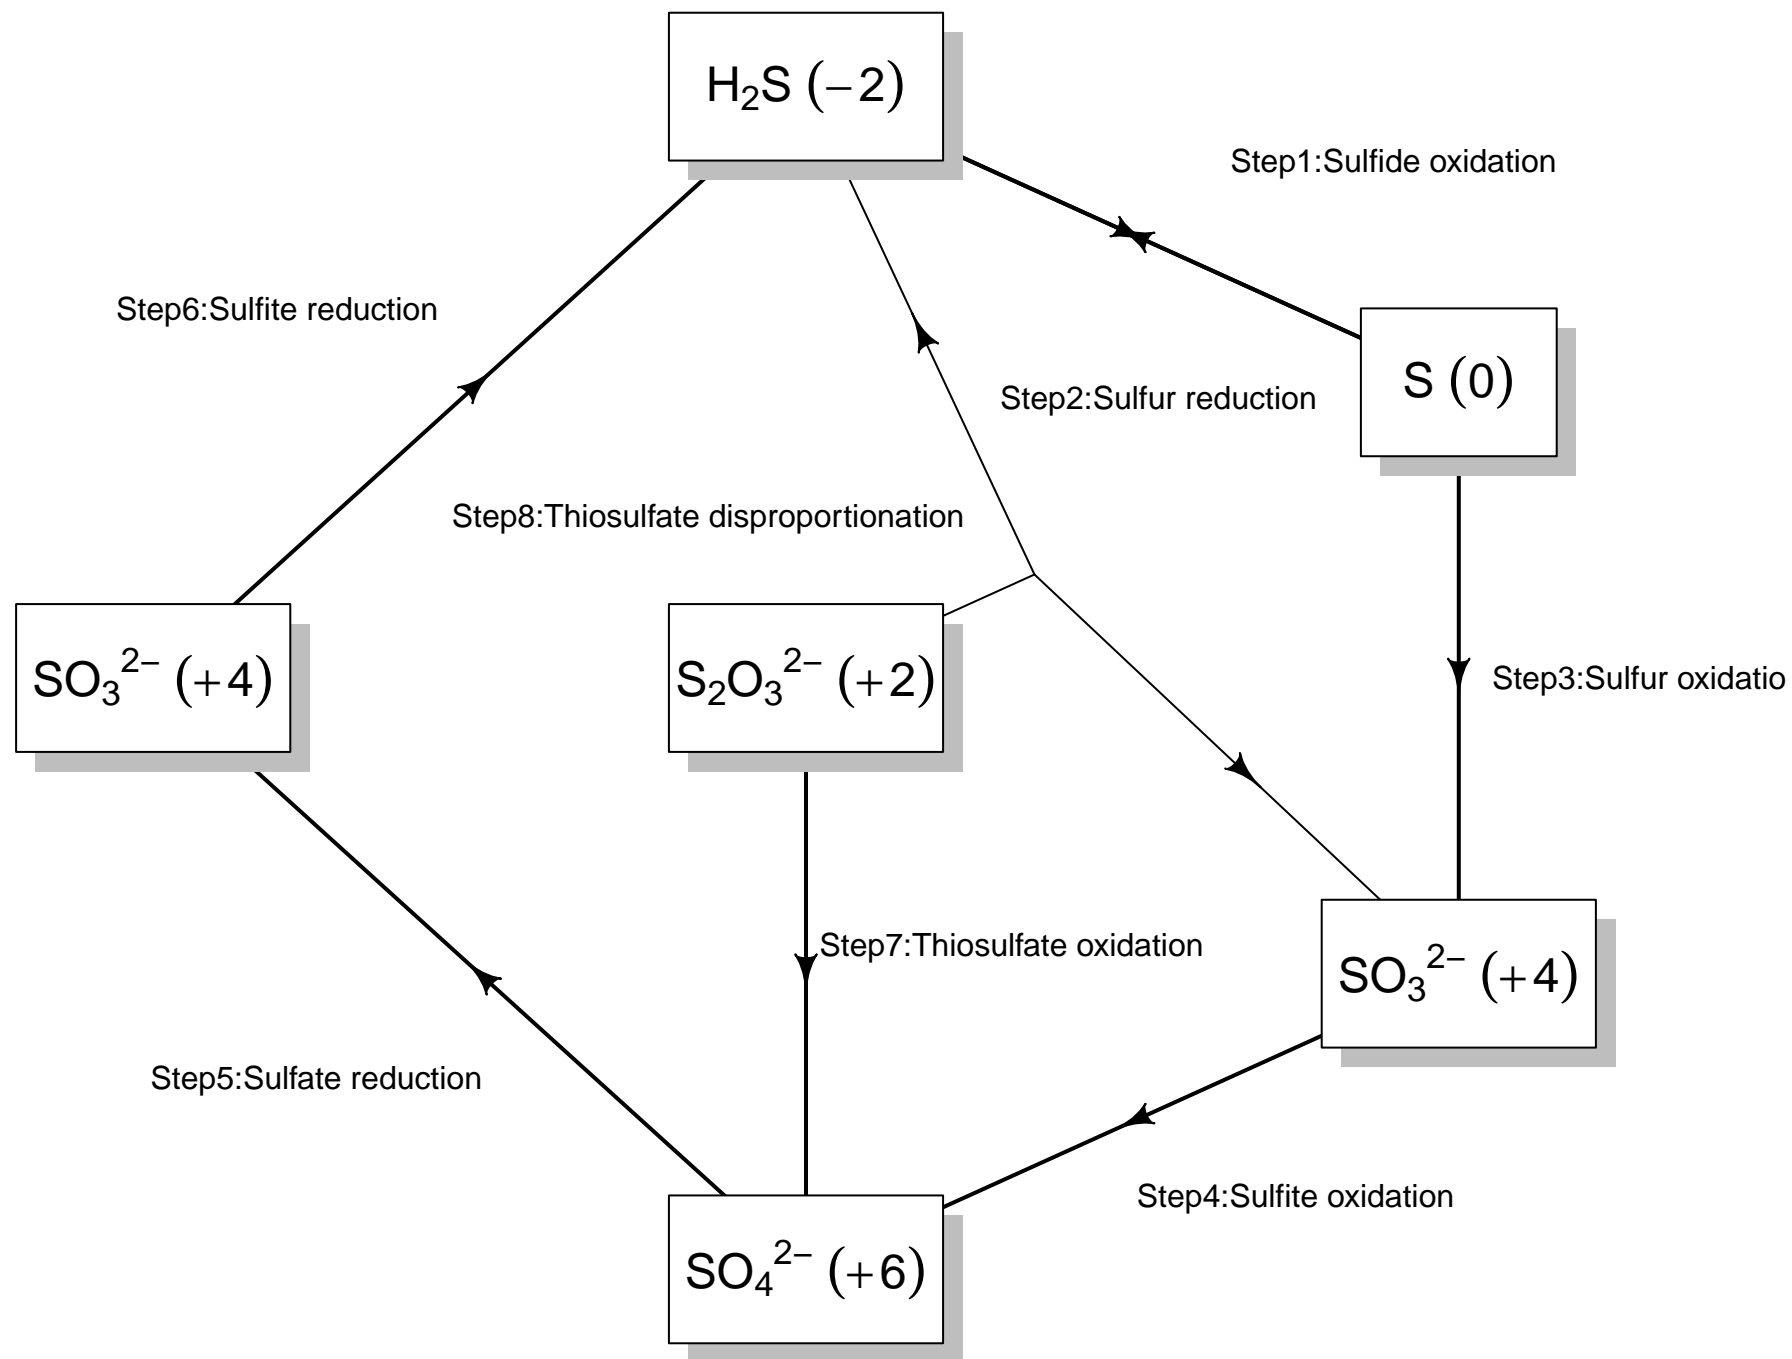 H₂S (−2)
Step1:Sulfide oxidation
Step6:Sulfite reduction
S (0)
Step2:Sulfur reduction
Step8:Thiosulfate disproportionation
SO₃²⁻ (+4)
S₂O₃²⁻ (+2)
Step3:Sulfur oxidatio
Step7:Thiosulfate oxidation
SO₃²⁻ (+4)
Step5:Sulfate reduction
Step4:Sulfite oxidation
SO₄²⁻ (+6)